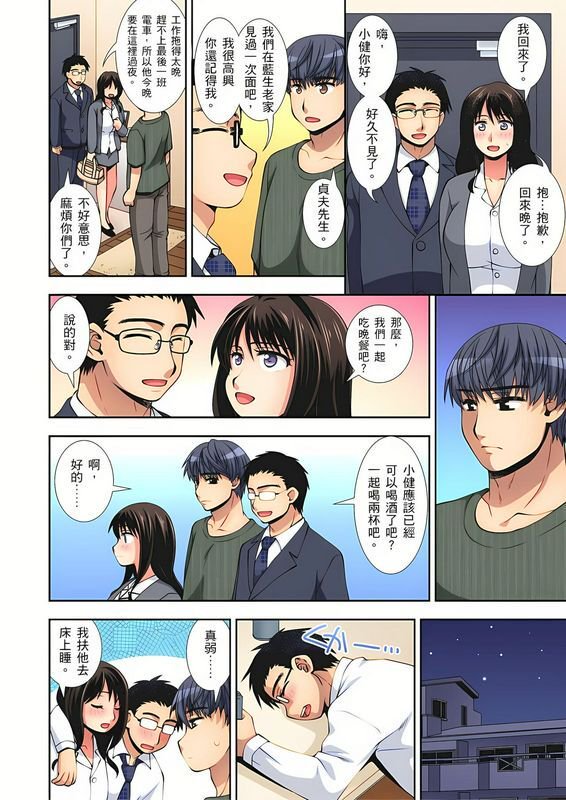 我回來了。
抱…抱歉，
回來晚了。
嗨，
小健你好，
好久不見了。
貞夫先生。
我們在藍生老家
見過一次面吧，
我很高興
你還記得我。
工作拖得太晚
趕不上最後一班
電車，所以他今晚
要在這裡過夜。
不好意思，
麻煩你們了。
那麼，
我們一起
吃晚餐吧？
說的對。
小健應該已經
可以喝酒了吧？
一起喝兩杯吧。
啊，
好的……
くかー…
真弱……
我扶他去
床上睡。